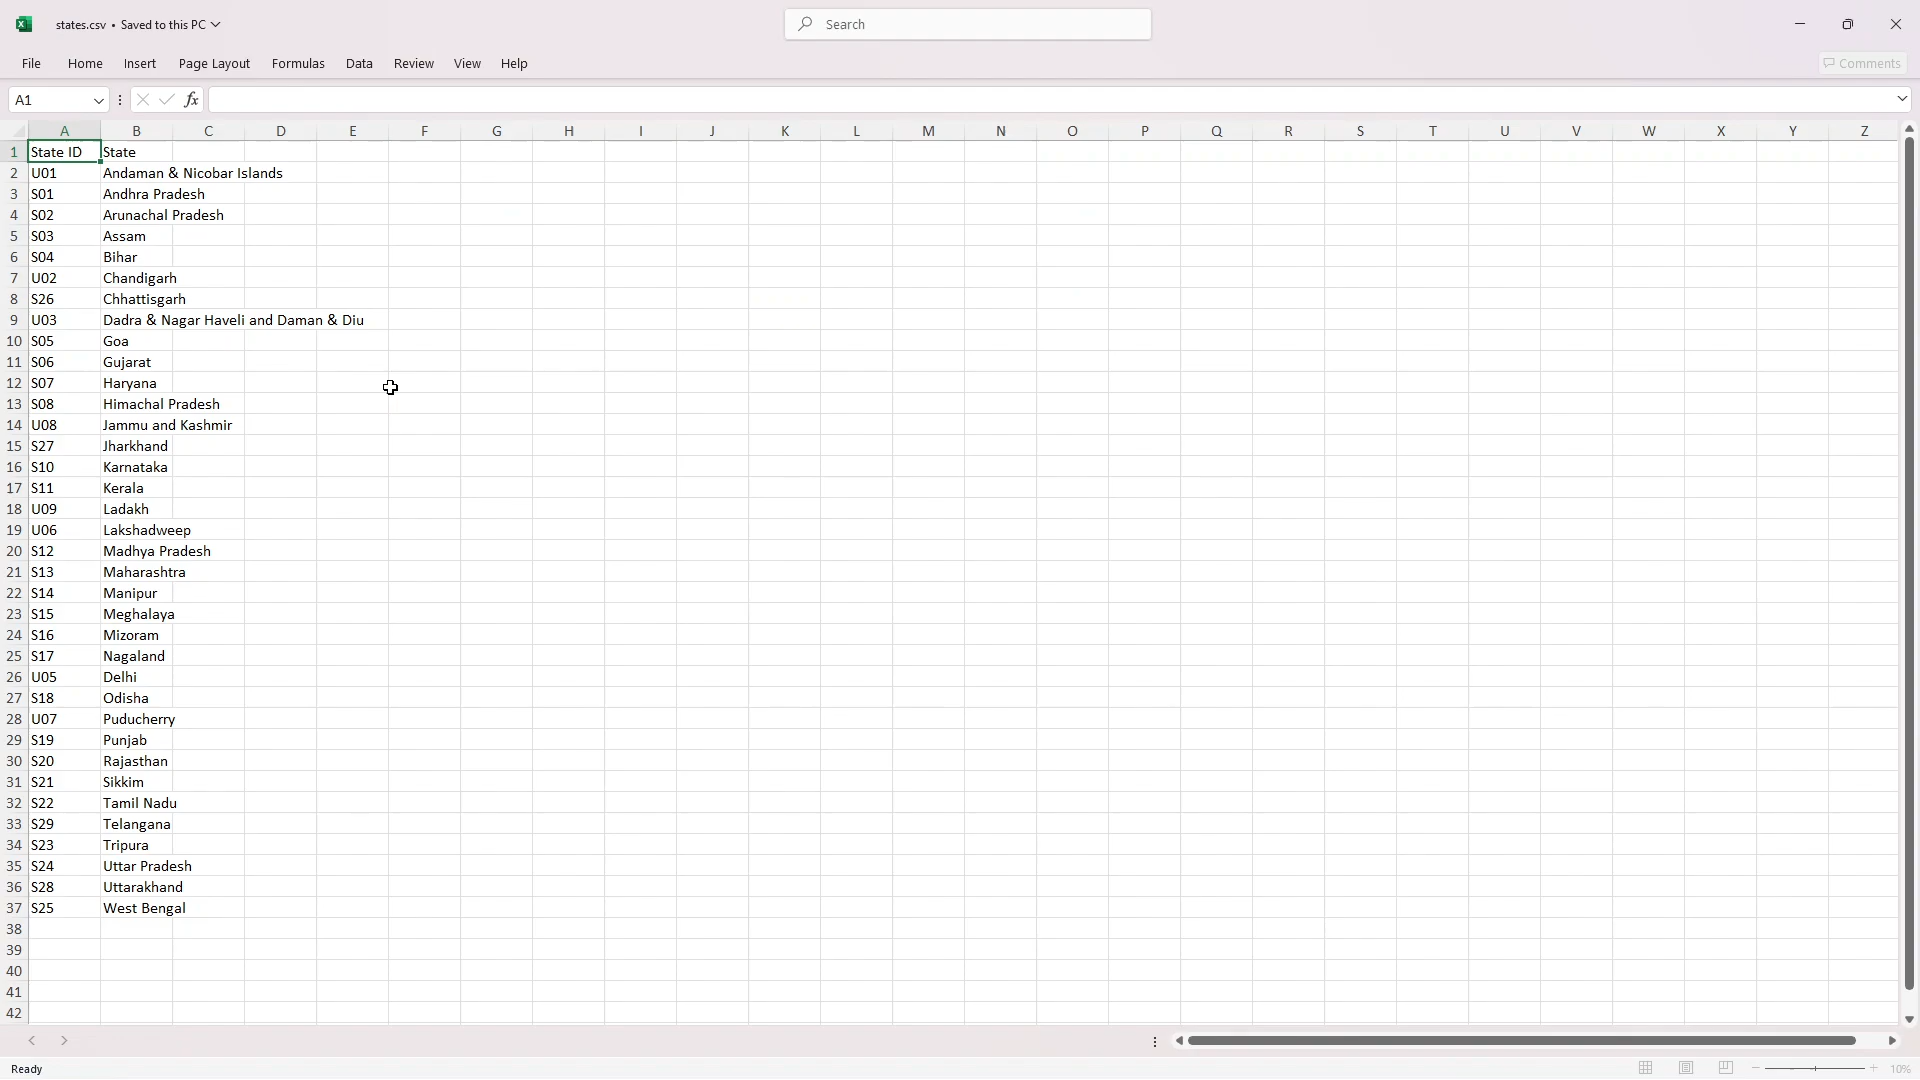 states.csv • Saved to this PC
Search
File Home Insert Page Layout Formulas Data Review View Help
Comments
A1
fx
A B C D E F G H I J K L M N O P Q R S T U V W X Y Z
1 State ID State
2 U01 Andaman & Nicobar Islands
3 S01 Andhra Pradesh
4 S02 Arunachal Pradesh
5 S03 Assam
6 S04 Bihar
7 U02 Chandigarh
8 S26 Chhattisgarh
9 U03 Dadra & Nagar Haveli and Daman & Diu
10 S05 Goa
11 S06 Gujarat
12 S07 Haryana
13 S08 Himachal Pradesh
14 U08 Jammu and Kashmir
15 S27 Jharkhand
16 S10 Karnataka
17 S11 Kerala
18 U09 Ladakh
19 U06 Lakshadweep
20 S12 Madhya Pradesh
21 S13 Maharashtra
22 S14 Manipur
23 S15 Meghalaya
24 S16 Mizoram
25 S17 Nagaland
26 U05 Delhi
27 S18 Odisha
28 U07 Puducherry
29 S19 Punjab
30 S20 Rajasthan
31 S21 Sikkim
32 S22 Tamil Nadu
33 S29 Telangana
34 S23 Tripura
35 S24 Uttar Pradesh
36 S28 Uttarakhand
37 S25 West Bengal
38
39
40
41
42
Ready
10%